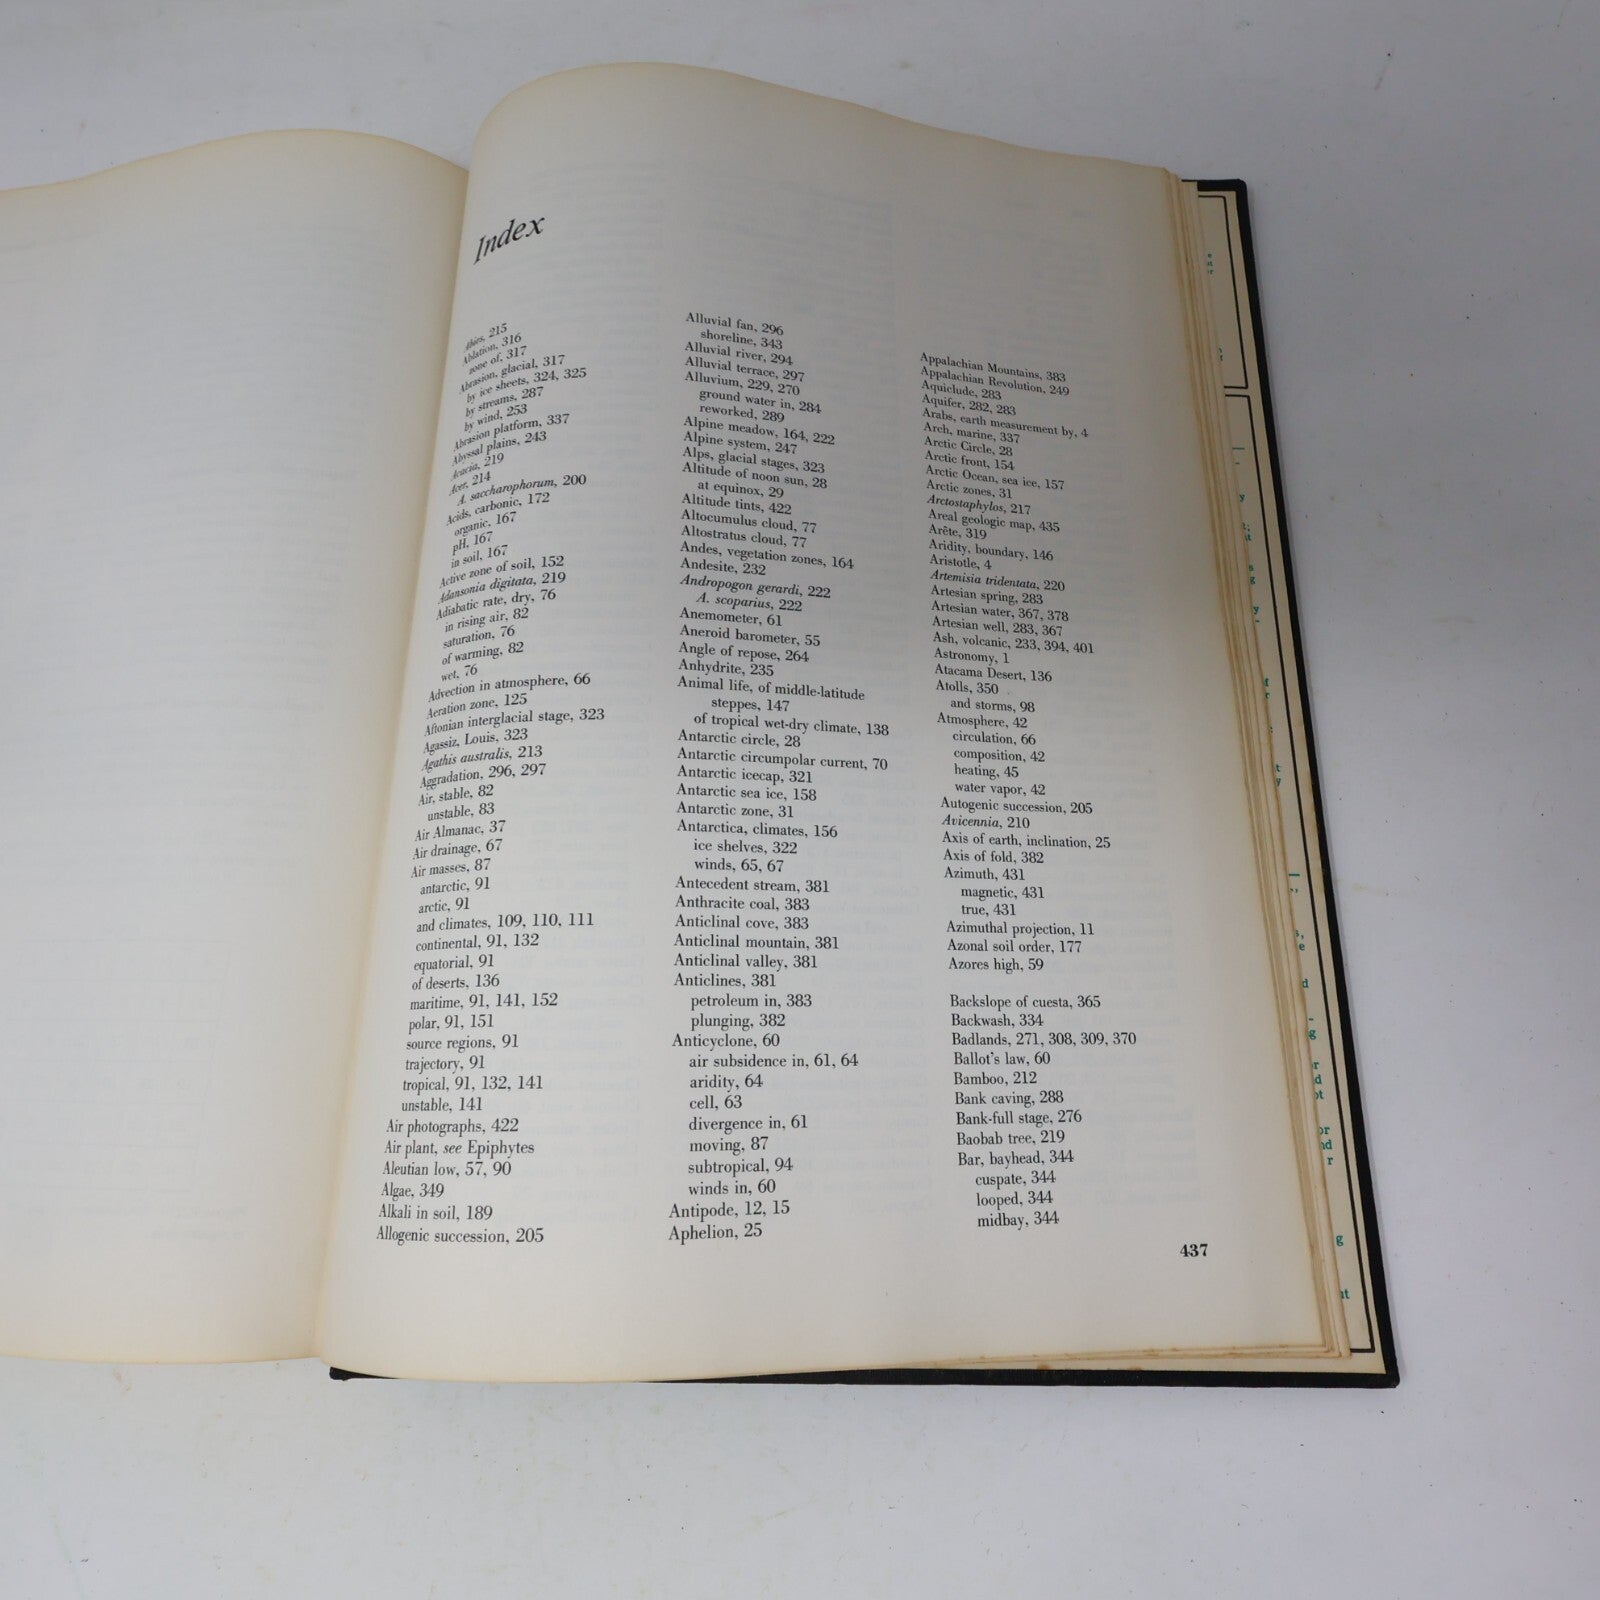 Index
Abies, 215
Ablation, 316
zone of, 317
Abrasion, glacial, 317
by ice sheets, 324, 325
by streams, 287
by wind, 253
Abrasion platform, 337
Abyssal plains, 243
Acacia, 219
Acer, 214
A. saccharophorum, 200
Acids, carbonic, 172
organic, 167
pH, 167
in soil, 167
Active zone of soil, 152
Adansonia digitata, 219
Adiabatic rate, dry, 76
in rising air, 82
saturation, 76
of warming, 82
wet, 76
Advection in atmosphere, 66
Aeration zone, 125
Aftonian interglacial stage, 323
Agassiz, Louis, 323
Agathis australis, 213
Aggradation, 296, 297
Air, stable, 82
unstable, 83
Air Almanac, 37
Air drainage, 67
Air masses, 87
antarctic, 91
arctic, 91
and climates, 109, 110, 111
continental, 91, 132
equatorial, 91
of deserts, 136
maritime, 91, 141, 152
polar, 91, 151
source regions, 91
trajectory, 91
tropical, 91, 132, 141
unstable, 141
Air photographs, 422
Air plant, see Epiphytes
Aleutian low, 57, 90
Algae, 349
Alkali in soil, 189
Allogenic succession, 205
Alluvial fan, 296
shoreline, 343
Alluvial river, 294
Alluvial terrace, 297
Alluvium, 229, 270
ground water in, 284
reworked, 289
Alpine meadow, 164, 222
Alpine system, 247
Alps, glacial stages, 323
Altitude of noon sun, 28
at equinox, 29
Altitude tints, 422
Altocumulus cloud, 77
Altostratus cloud, 77
Andes, vegetation zones, 164
Andesite, 232
Andropogon gerardi, 222
A. scoparius, 222
Anemometer, 61
Aneroid barometer, 55
Angle of repose, 264
Anhydrite, 235
Animal life, of middle-latitude
steppes, 147
of tropical wet-dry climate, 138
Antarctic circle, 28
Antarctic circumpolar current, 70
Antarctic icecap, 321
Antarctic sea ice, 158
Antarctic zone, 31
Antarctica, climates, 156
ice shelves, 322
winds, 65, 67
Antecedent stream, 381
Anthracite coal, 383
Anticlinal cove, 383
Anticlinal mountain, 381
Anticlinal valley, 381
Anticlines, 381
petroleum in, 383
plunging, 382
Anticyclone, 60
air subsidence in, 61, 64
aridity, 64
cell, 63
divergence in, 61
moving, 87
subtropical, 94
winds in, 60
Antipode, 12, 15
Aphelion, 25
Appalachian Mountains, 383
Appalachian Revolution, 249
Aquiclude, 283
Aquifer, 282, 283
Arabs, earth measurement by, 4
Arch, marine, 337
Arctic Circle, 28
Arctic front, 154
Arctic Ocean, sea ice, 157
Arctic zones, 31
Arctostaphylos, 217
Areal geologic map, 435
Arête, 319
Aridity, boundary, 146
Aristotle, 4
Artemisia tridentata, 220
Artesian spring, 283
Artesian water, 367, 378
Artesian well, 283, 367
Ash, volcanic, 233, 394, 401
Astronomy, 1
Atacama Desert, 136
Atolls, 350
and storms, 98
Atmosphere, 42
circulation, 66
composition, 42
heating, 45
water vapor, 42
Autogenic succession, 205
Avicennia, 210
Axis of earth, inclination, 25
Axis of fold, 382
Azimuth, 431
magnetic, 431
true, 431
Azimuthal projection, 11
Azonal soil order, 177
Azores high, 59
Backslope of cuesta, 365
Backwash, 334
Badlands, 271, 308, 309, 370
Ballot's law, 60
Bamboo, 212
Bank caving, 288
Bank-full stage, 276
Baobab tree, 219
Bar, bayhead, 344
cuspate, 344
looped, 344
midbay, 344
437